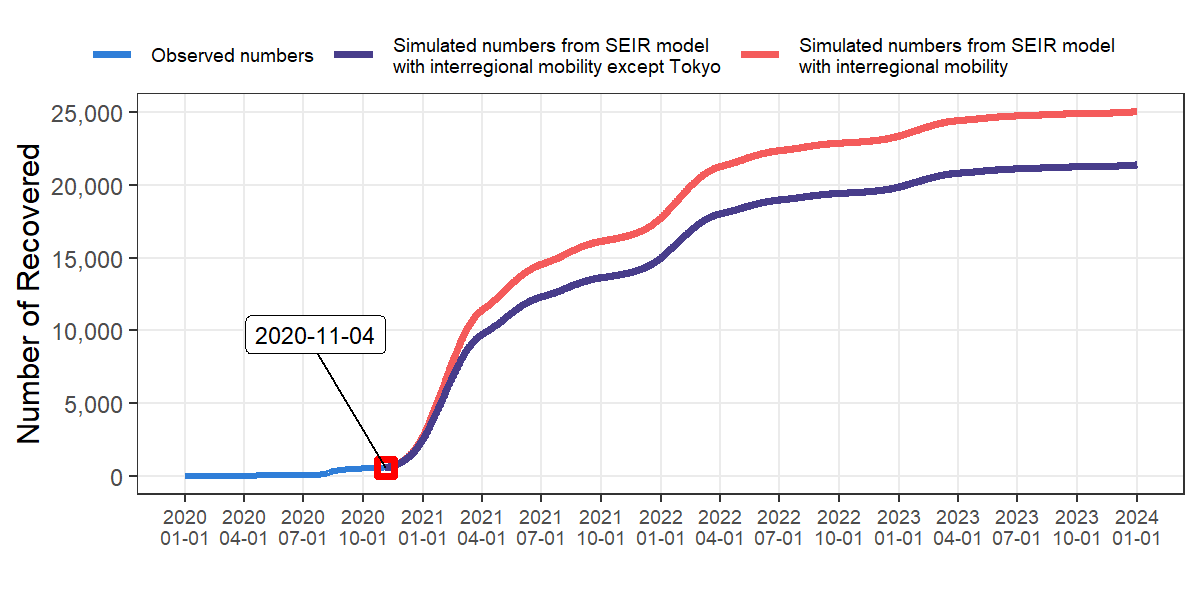 Observed numbers
Simulated numbers from SEIR model
with interregional mobility except Tokyo
Simulated numbers from SEIR model
with interregional mobility
Number of Recovered
25,000
20,000
15,000
10,000
5,000
0
2020-11-04
2020 2020 2020 2020 2021 2021 2021 2021 2022 2022 2022 2022 2023 2023 2023 2023 2024
01-01 04-01 07-01 10-01 01-01 04-01 07-01 10-01 01-01 04-01 07-01 10-01 01-01 04-01 07-01 10-01 01-01